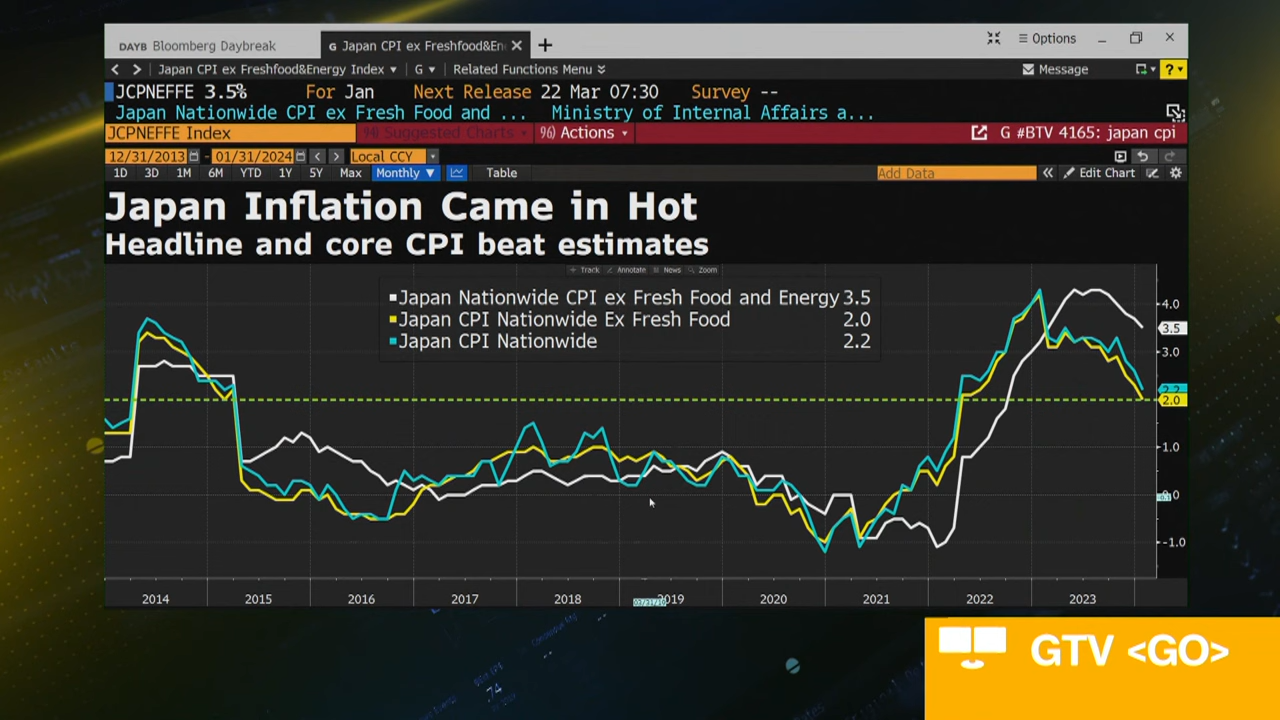 DAYB Bloomberg Daybreak
G Japan CPI ex Freshfood&En
Options
Japan CPI ex Freshfood&Energy Index
G
Related Functions Menu
Message
?
JCPNEFFE 3.5% For Jan Next Release 22 Mar 07:30 Survey --
Japan Nationwide CPI ex Fresh Food and ... Ministry of Internal Affairs a...
JCPNEFFE Index
94) Suggested Charts
96) Actions
G #BTV 4165: japan cpi
12/31/2013 - 01/31/2024
Local CCY
1D 3D 1M 6M YTD 1Y 5Y Max Monthly Table
Add Data
Edit Chart
Japan Inflation Came in Hot
Headline and core CPI beat estimates
Track Annotate News Zoom
Japan Nationwide CPI ex Fresh Food and Energy 3.5
Japan CPI Nationwide Ex Fresh Food 2.0
Japan CPI Nationwide 2.2
4.0
3.5
3.0
2.2
2.0
1.0
0.0
-1.0
2014 2015 2016 2017 2018 2019 2020 2021 2022 2023
GTV <GO>